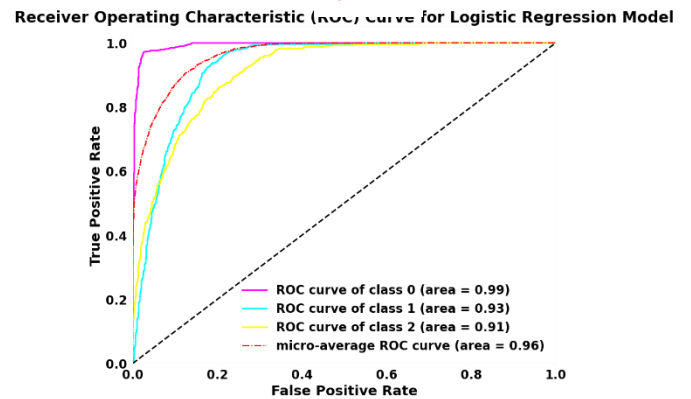 Receiver Operating Characteristic (ROC) Curve for Logistic Regression Model
1.0
0.8
0.6
0.4
0.2
0.0
True Positive Rate
ROC curve of class 0 (area = 0.99)
ROC curve of class 1 (area = 0.93)
ROC curve of class 2 (area = 0.91)
micro-average ROC curve (area = 0.96)
0.0 0.2 0.4 0.6 0.8 1.0
False Positive Rate